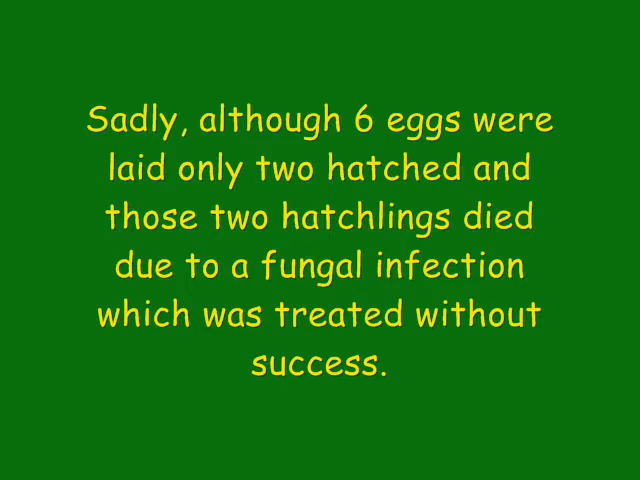 Sadly, although 6 eggs were
laid only two hatched and
those two hatchlings died
due to a fungal infection
which was treated without
success.